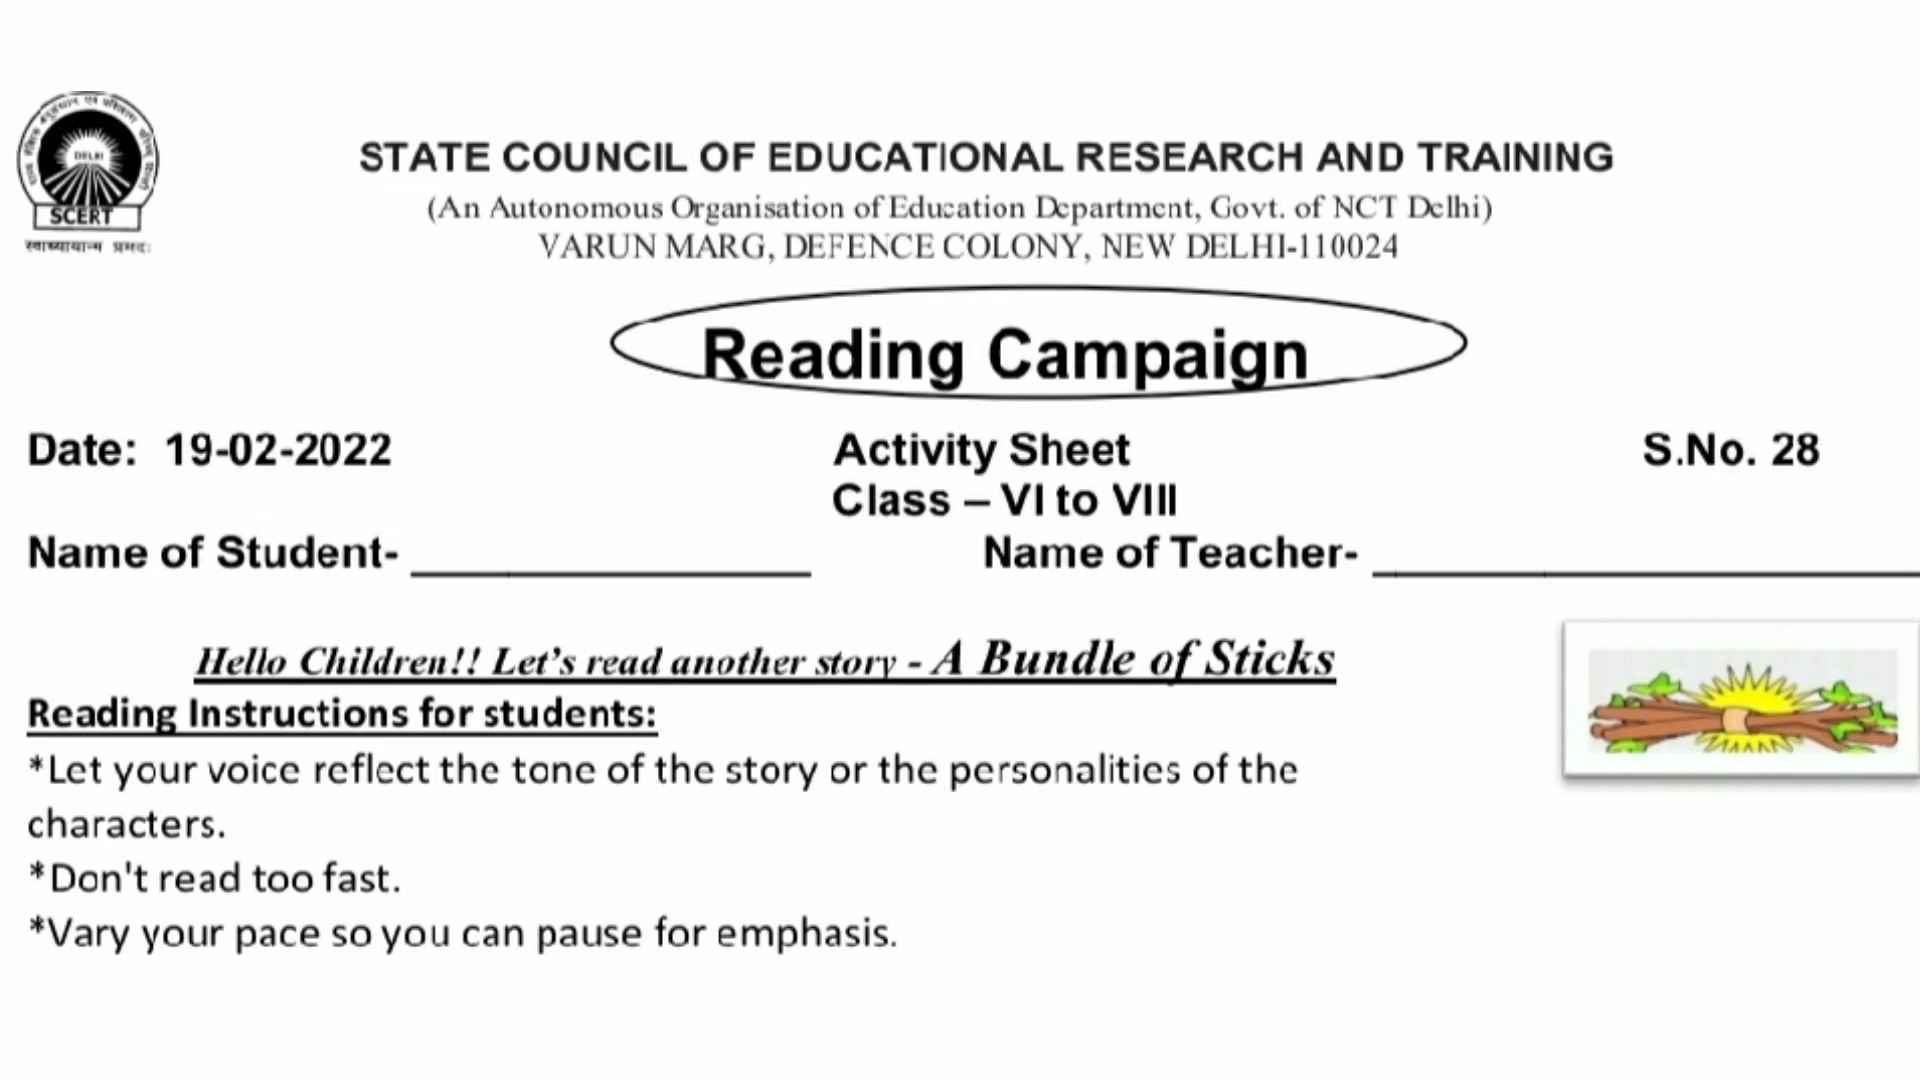 DELHI
SCERT
STATE COUNCIL OF EDUCATIONAL RESEARCH AND TRAINING
(An Autonomous Organisation of Education Department, Govt. of NCT Delhi)
VARUN MARG, DEFENCE COLONY, NEW DELHI-110024
Reading Campaign
Date: 19-02-2022 Activity Sheet S.No. 28
Class – VI to VIII
Name of Student- ________________ Name of Teacher- ______________________
Hello Children!! Let’s read another story - A Bundle of Sticks
Reading Instructions for students:
*Let your voice reflect the tone of the story or the personalities of the
characters.
*Don't read too fast.
*Vary your pace so you can pause for emphasis.